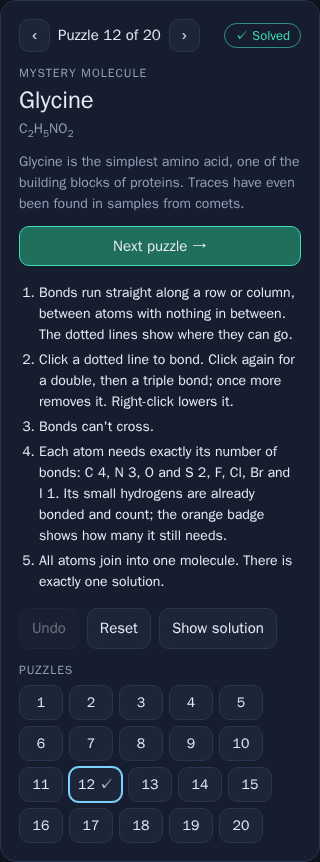 ‹ Puzzle 12 of 20 › ✓ Solved
MYSTERY MOLECULE
Glycine
C₂H₅NO₂
Glycine is the simplest amino acid, one of the
building blocks of proteins. Traces have even
been found in samples from comets.
Next puzzle →
1. Bonds run straight along a row or column,
between atoms with nothing in between.
The dotted lines show where they can go.
2. Click a dotted line to bond. Click again for
a double, then a triple bond; once more
removes it. Right-click lowers it.
3. Bonds can't cross.
4. Each atom needs exactly its number of
bonds: C 4, N 3, O and S 2, F, Cl, Br and
I 1. Its small hydrogens are already
bonded and count; the orange badge
shows how many it still needs.
5. All atoms join into one molecule. There is
exactly one solution.
Undo Reset Show solution
PUZZLES
1 2 3 4 5
6 7 8 9 10
11 12 ✓ 13 14 15
16 17 18 19 20